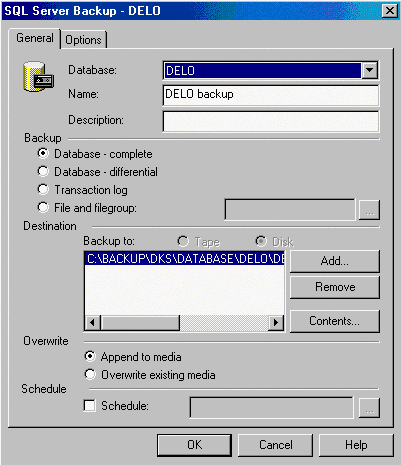 SQL Server Backup - DELO
General Options
Database: DELO
Name: DELO backup
Description:
Backup
Database - complete
Database - differential
Transaction log
File and filegroup: ...
Destination
Backup to: Tape Disk
C:\BACKUP\DKS\DATABASE\DELO\DE
Add...
Remove
Contents...
Overwrite
Append to media
Overwrite existing media
Schedule
Schedule: ...
OK Cancel Help